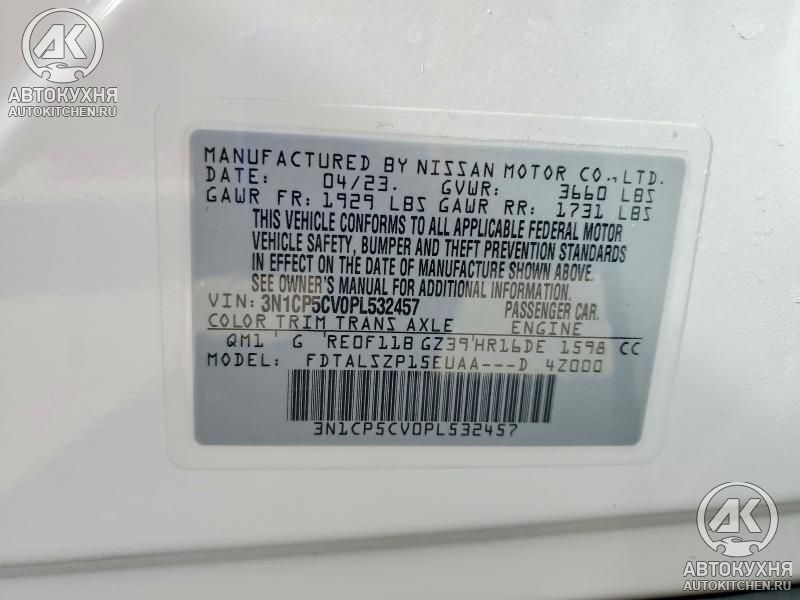 AK
АВТОКУХНЯ
AUTOKITCHEN.RU
MANUFACTURED BY NISSAN MOTOR CO., LTD.
DATE: 04/23. GVWR: 3660 LBS
GAWR FR: 1929 LBS GAWR RR: 1731 LBS
THIS VEHICLE CONFORMS TO ALL APPLICABLE FEDERAL MOTOR
VEHICLE SAFETY, BUMPER AND THEFT PREVENTION STANDARDS
IN EFFECT ON THE DATE OF MANUFACTURE SHOWN ABOVE.
SEE OWNER'S MANUAL FOR ADDITIONAL INFORMATION.
VIN: 3N1CP5CV0PL532457 PASSENGER CAR.
COLOR TRIM TRANS AXLE ENGINE
QM1 ' G 'RE0F11B GZ39'HR16DE 1598 CC
MODEL: FDTALSZP15EUAA---D 4Z000
3N1CP5CV0PL532457
AK
АВТОКУХНЯ
AUTOKITCHEN.RU